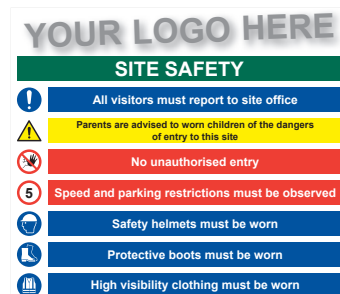 YOUR LOGO HERE
SITE SAFETY
All visitors must report to site office
Parents are advised to worn children of the dangers
of entry to this site
No unauthorised entry
5 Speed and parking restrictions must be observed
Safety helmets must be worn
Protective boots must be worn
High visibility clothing must be worn